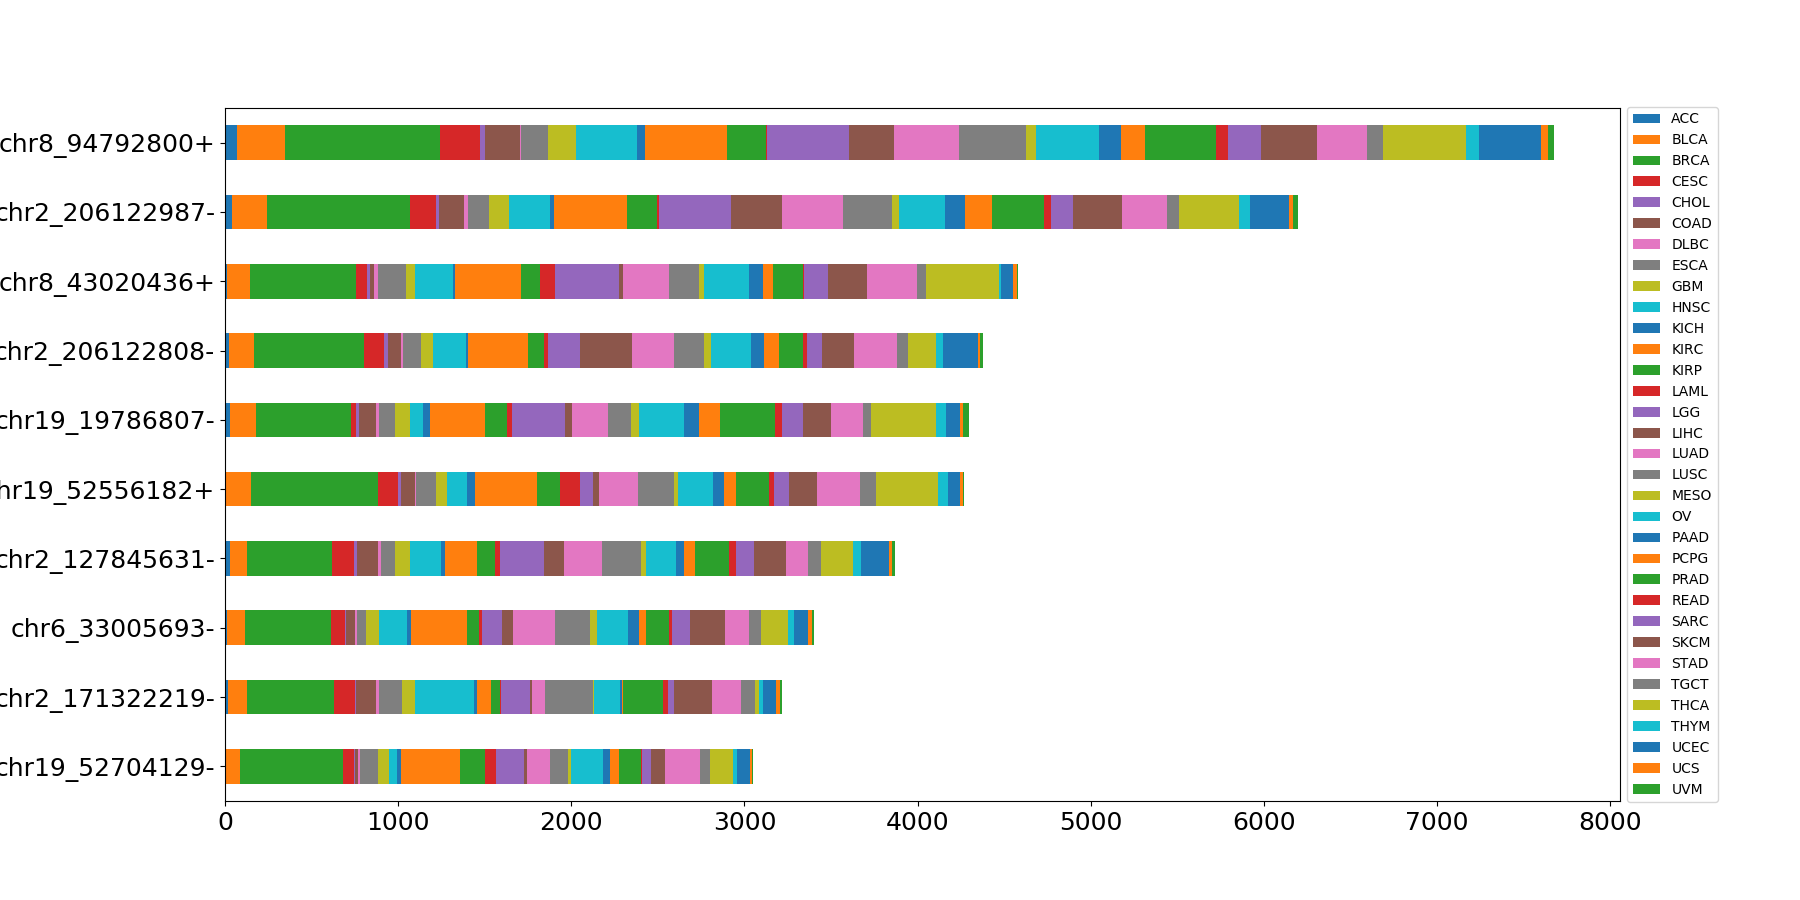 chr8_94792800+
chr2_206122987-
chr8_43020436+
chr2_206122808-
chr19_19786807-
hr19_52556182+
chr2_127845631-
chr6_33005693-
chr2_171322219-
chr19_52704129-
0 1000 2000 3000 4000 5000 6000 7000 8000
ACC
BLCA
BRCA
CESC
CHOL
COAD
DLBC
ESCA
GBM
HNSC
KICH
KIRC
KIRP
LAML
LGG
LIHC
LUAD
LUSC
MESO
OV
PAAD
PCPG
PRAD
READ
SARC
SKCM
STAD
TGCT
THCA
THYM
UCEC
UCS
UVM